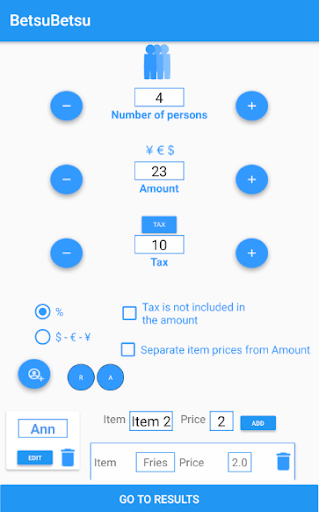 BetsuBetsu
4
Number of persons
− +
¥ € $
23
Amount
− +
TAX
10
Tax
− +
%
Tax is not included in
the amount
$ - € - ¥
Separate item prices from Amount
R A
Ann
EDIT
Item Item 2 Price 2 ADD
Item Fries Price 2.0
GO TO RESULTS